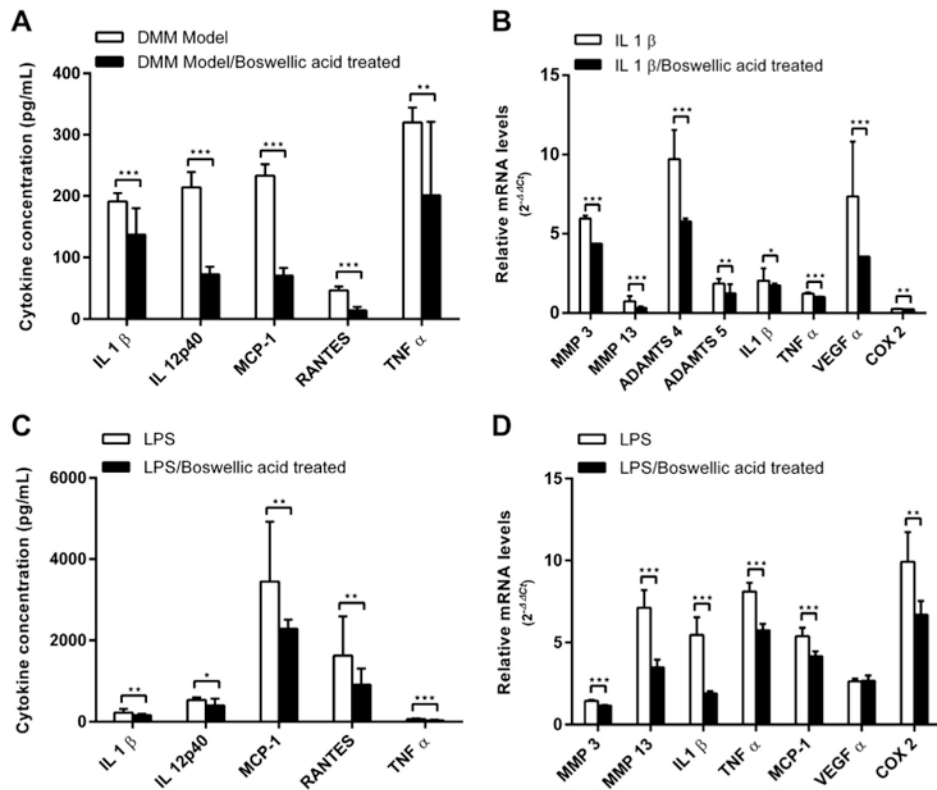 A
DMM Model
DMM Model/Boswellic acid treated
Cytokine concentration (pg/mL)
400
300
200
100
0
***
***
***
***
**
IL 1 β
IL 12p40
MCP-1
RANTES
TNF α
B
IL 1 β
IL 1 β/Boswellic acid treated
Relative mRNA levels
(2-ΔΔCt)
15
10
5
0
***
***
***
**
*
***
***
**
MMP 3
MMP 13
ADAMTS 4
ADAMTS 5
IL1 β
TNF α
VEGF α
COX 2
C
LPS
LPS/Boswellic acid treated
Cytokine concentration (pg/mL)
6000
4000
2000
0
**
*
**
**
***
IL 1 β
IL 12p40
MCP-1
RANTES
TNF α
D
LPS
LPS/Boswellic acid treated
Relative mRNA levels
(2-ΔΔCt)
15
10
5
0
***
***
***
***
***
**
MMP 3
MMP 13
IL1 β
TNF α
MCP-1
VEGF α
COX 2